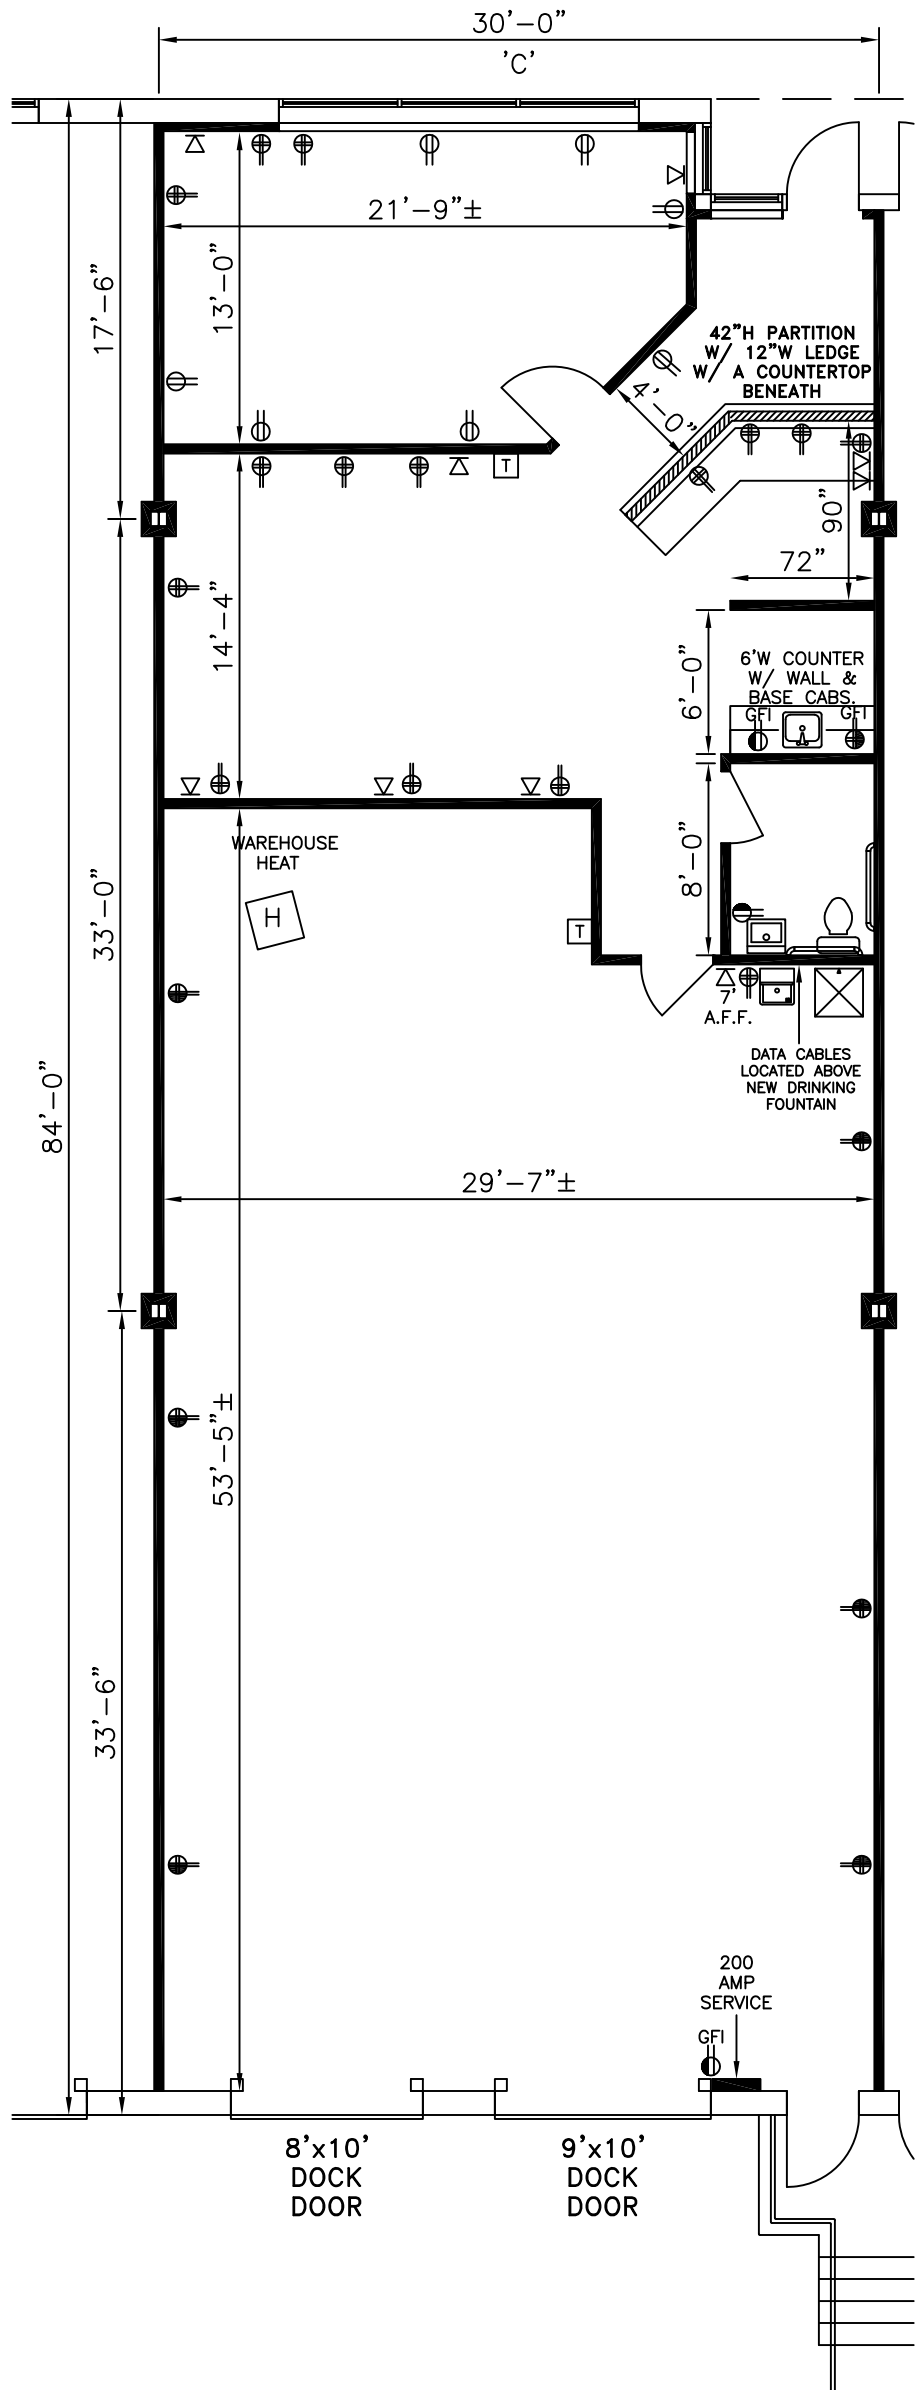 30'-0"
'C'
21'-9"±
17'-6"
13'-0"
42"H PARTITION
W/ 12"W LEDGE
W/ A COUNTERTOP
BENEATH
4'-0"
T
90"
72"
14'-4"
6'-0"
6'W COUNTER
W/ WALL &
BASE CABS.
GFI
GFI
WAREHOUSE
HEAT
H
T
8'-0"
33'-0"
7'
A.F.F.
DATA CABLES
LOCATED ABOVE
NEW DRINKING
FOUNTAIN
84'-0"
29'-7"±
53'-5"±
33'-6"
200
AMP
SERVICE
GFI
8'x10'
DOCK
DOOR
9'x10'
DOCK
DOOR